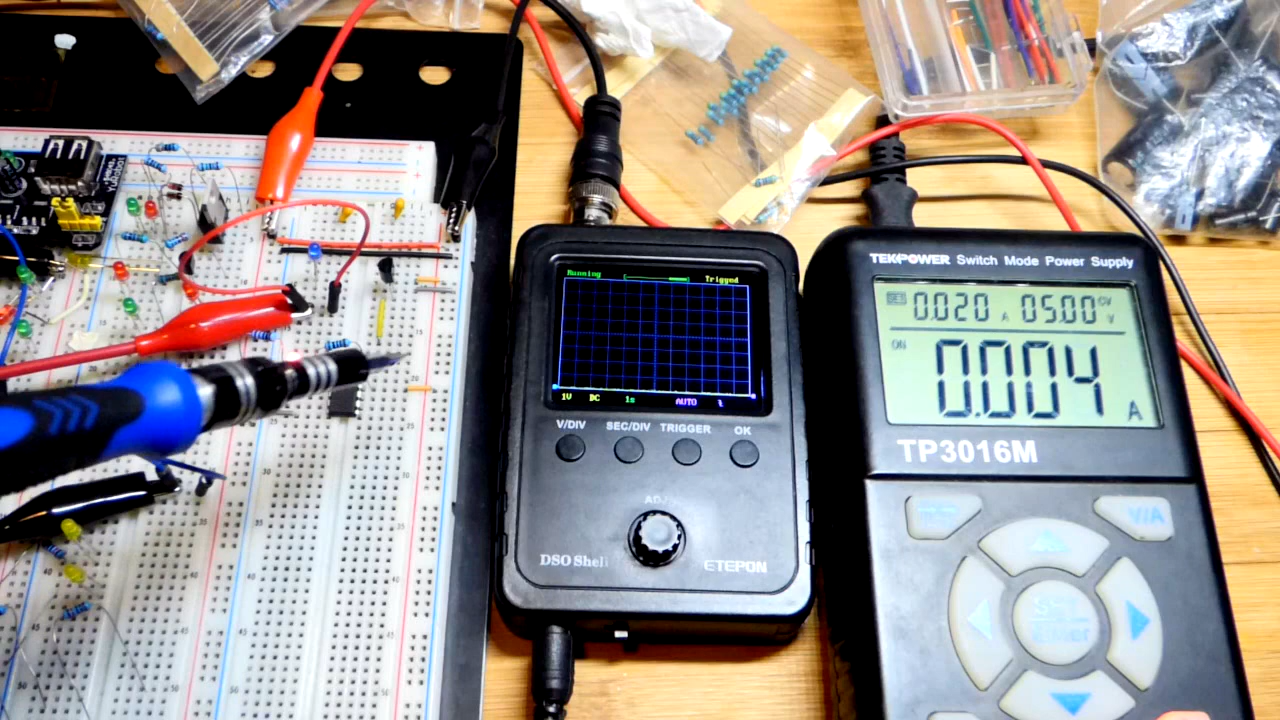 Running Trigged
1V DC 1s AUTO
V/DIV SEC/DIV TRIGGER OK
ADJ
DSO Shell ETEPON
TEKPOWER Switch Mode Power Supply
SET 0.020 A 05.00 CV V
ON 0.004 A
TP3016M
V/A